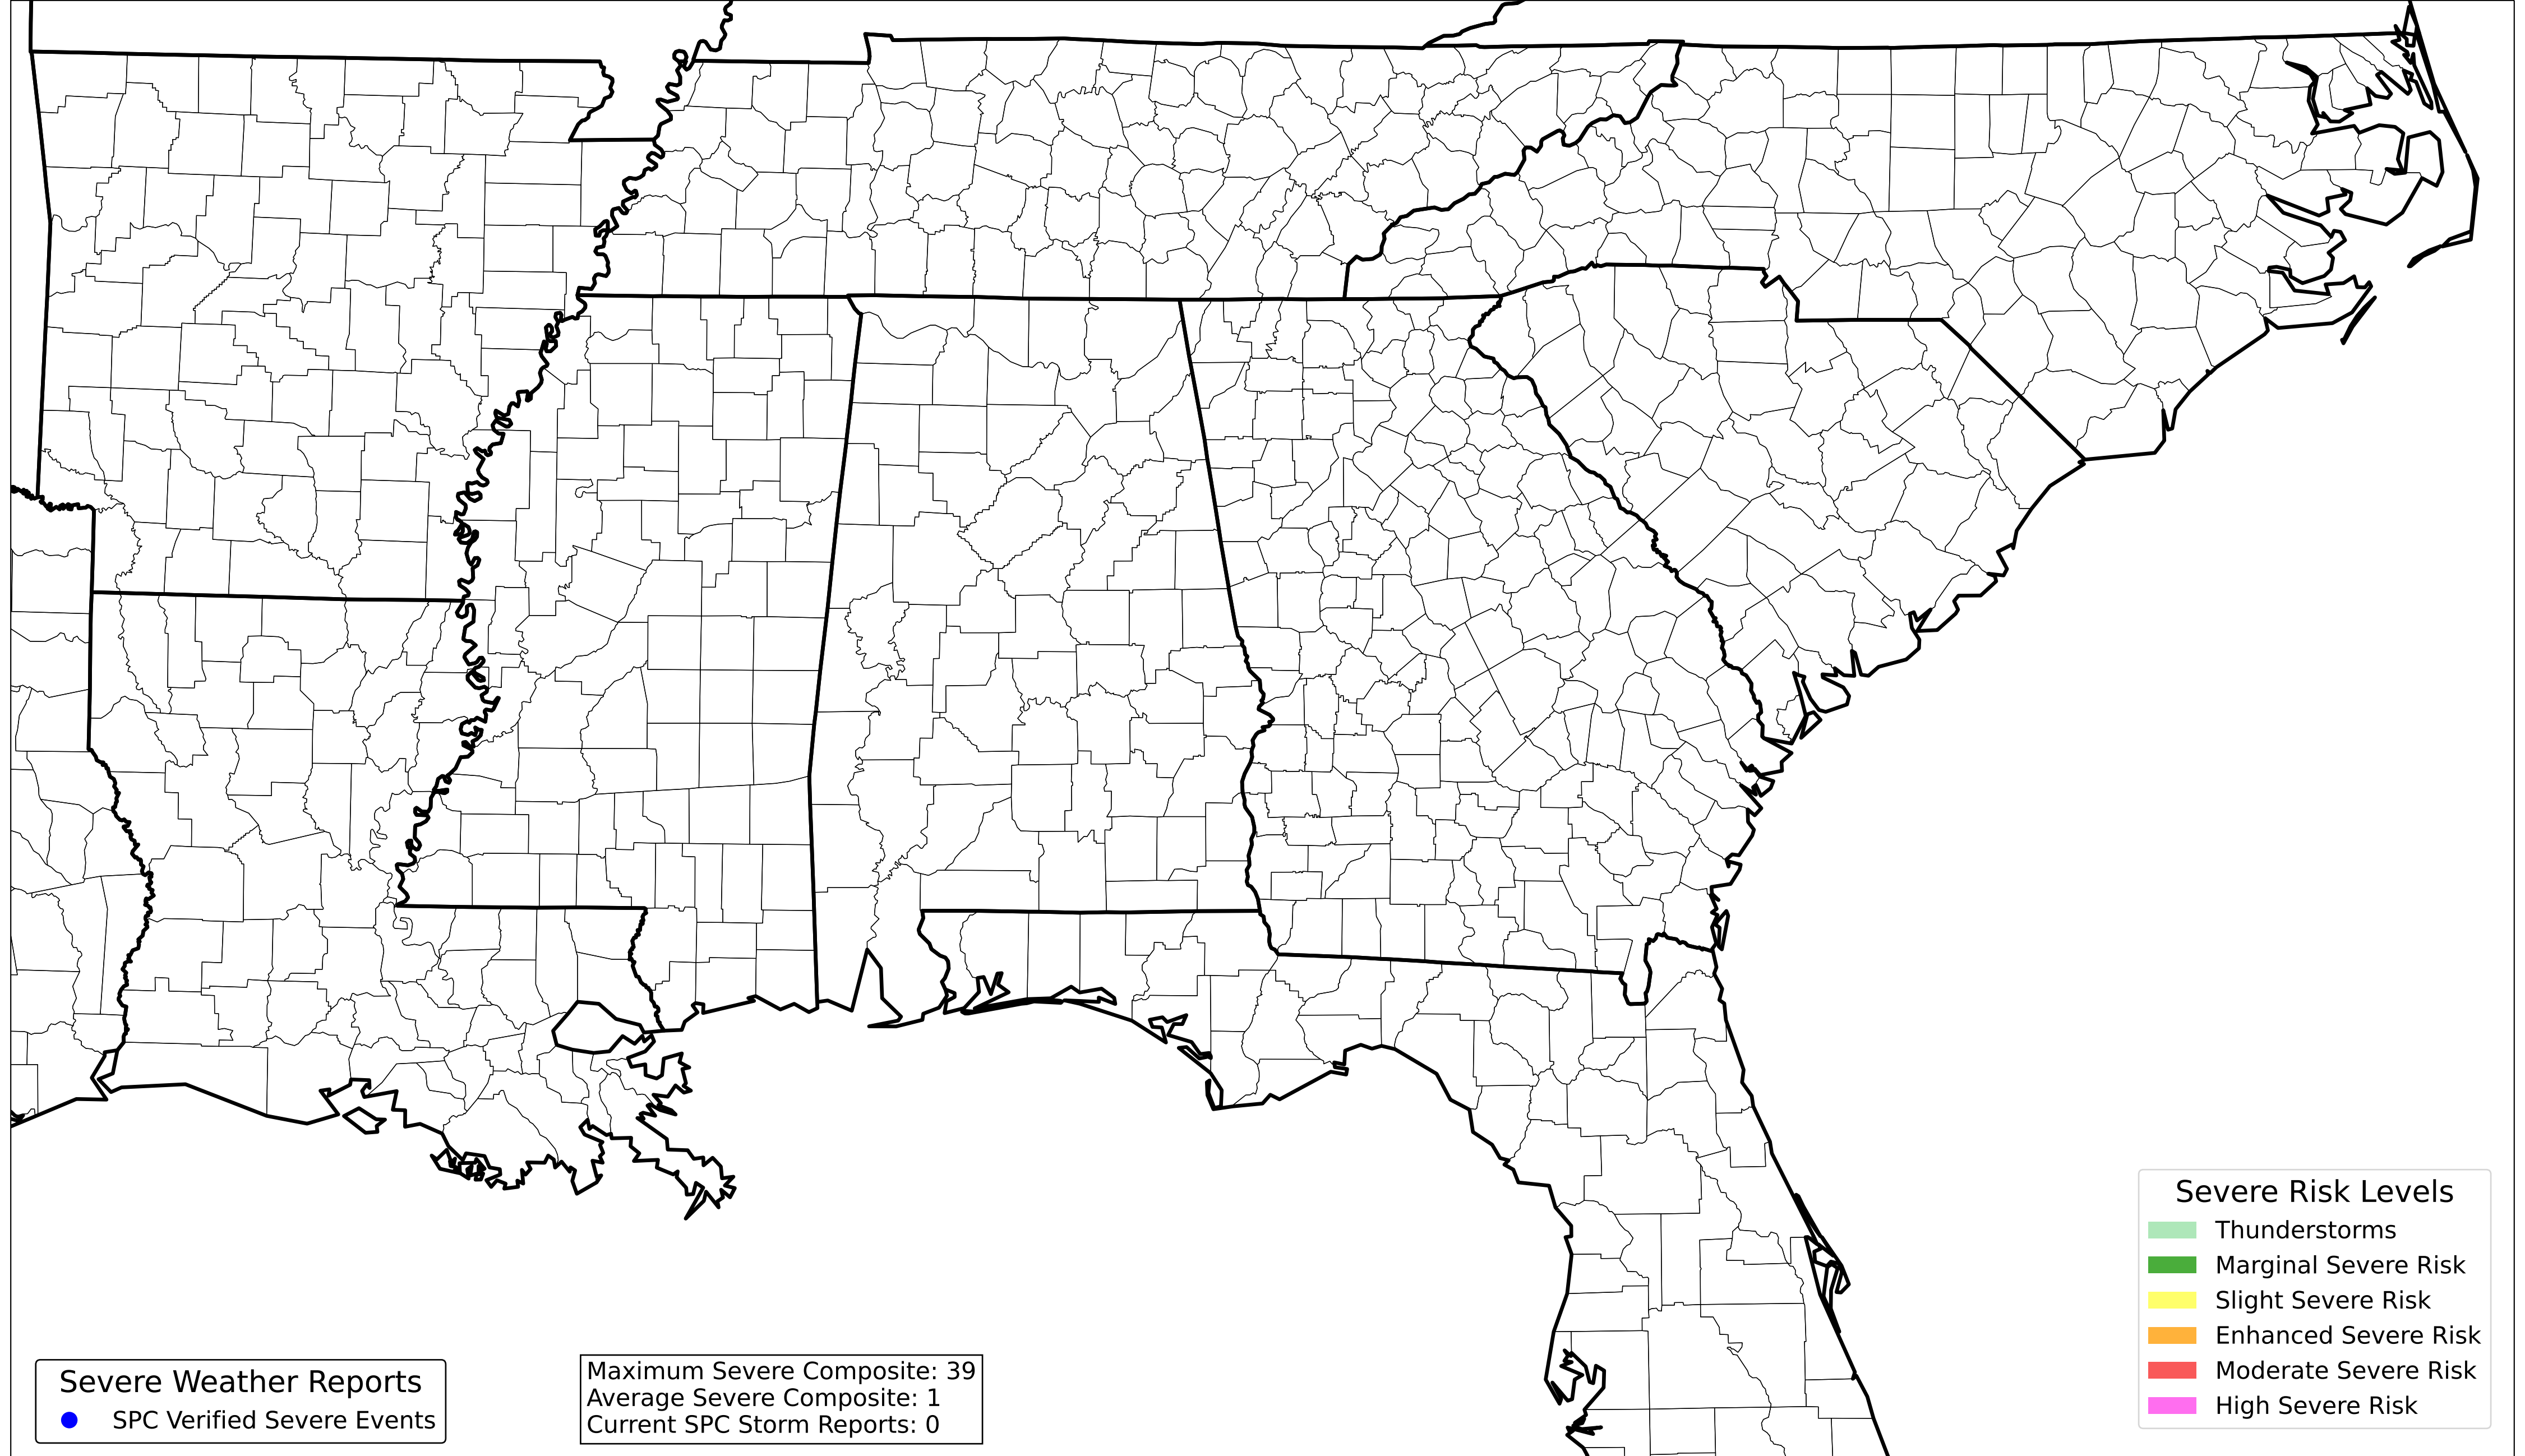 Severe Weather Reports
SPC Verified Severe Events
Maximum Severe Composite: 39
Average Severe Composite: 1
Current SPC Storm Reports: 0
Severe Risk Levels
Thunderstorms
Marginal Severe Risk
Slight Severe Risk
Enhanced Severe Risk
Moderate Severe Risk
High Severe Risk